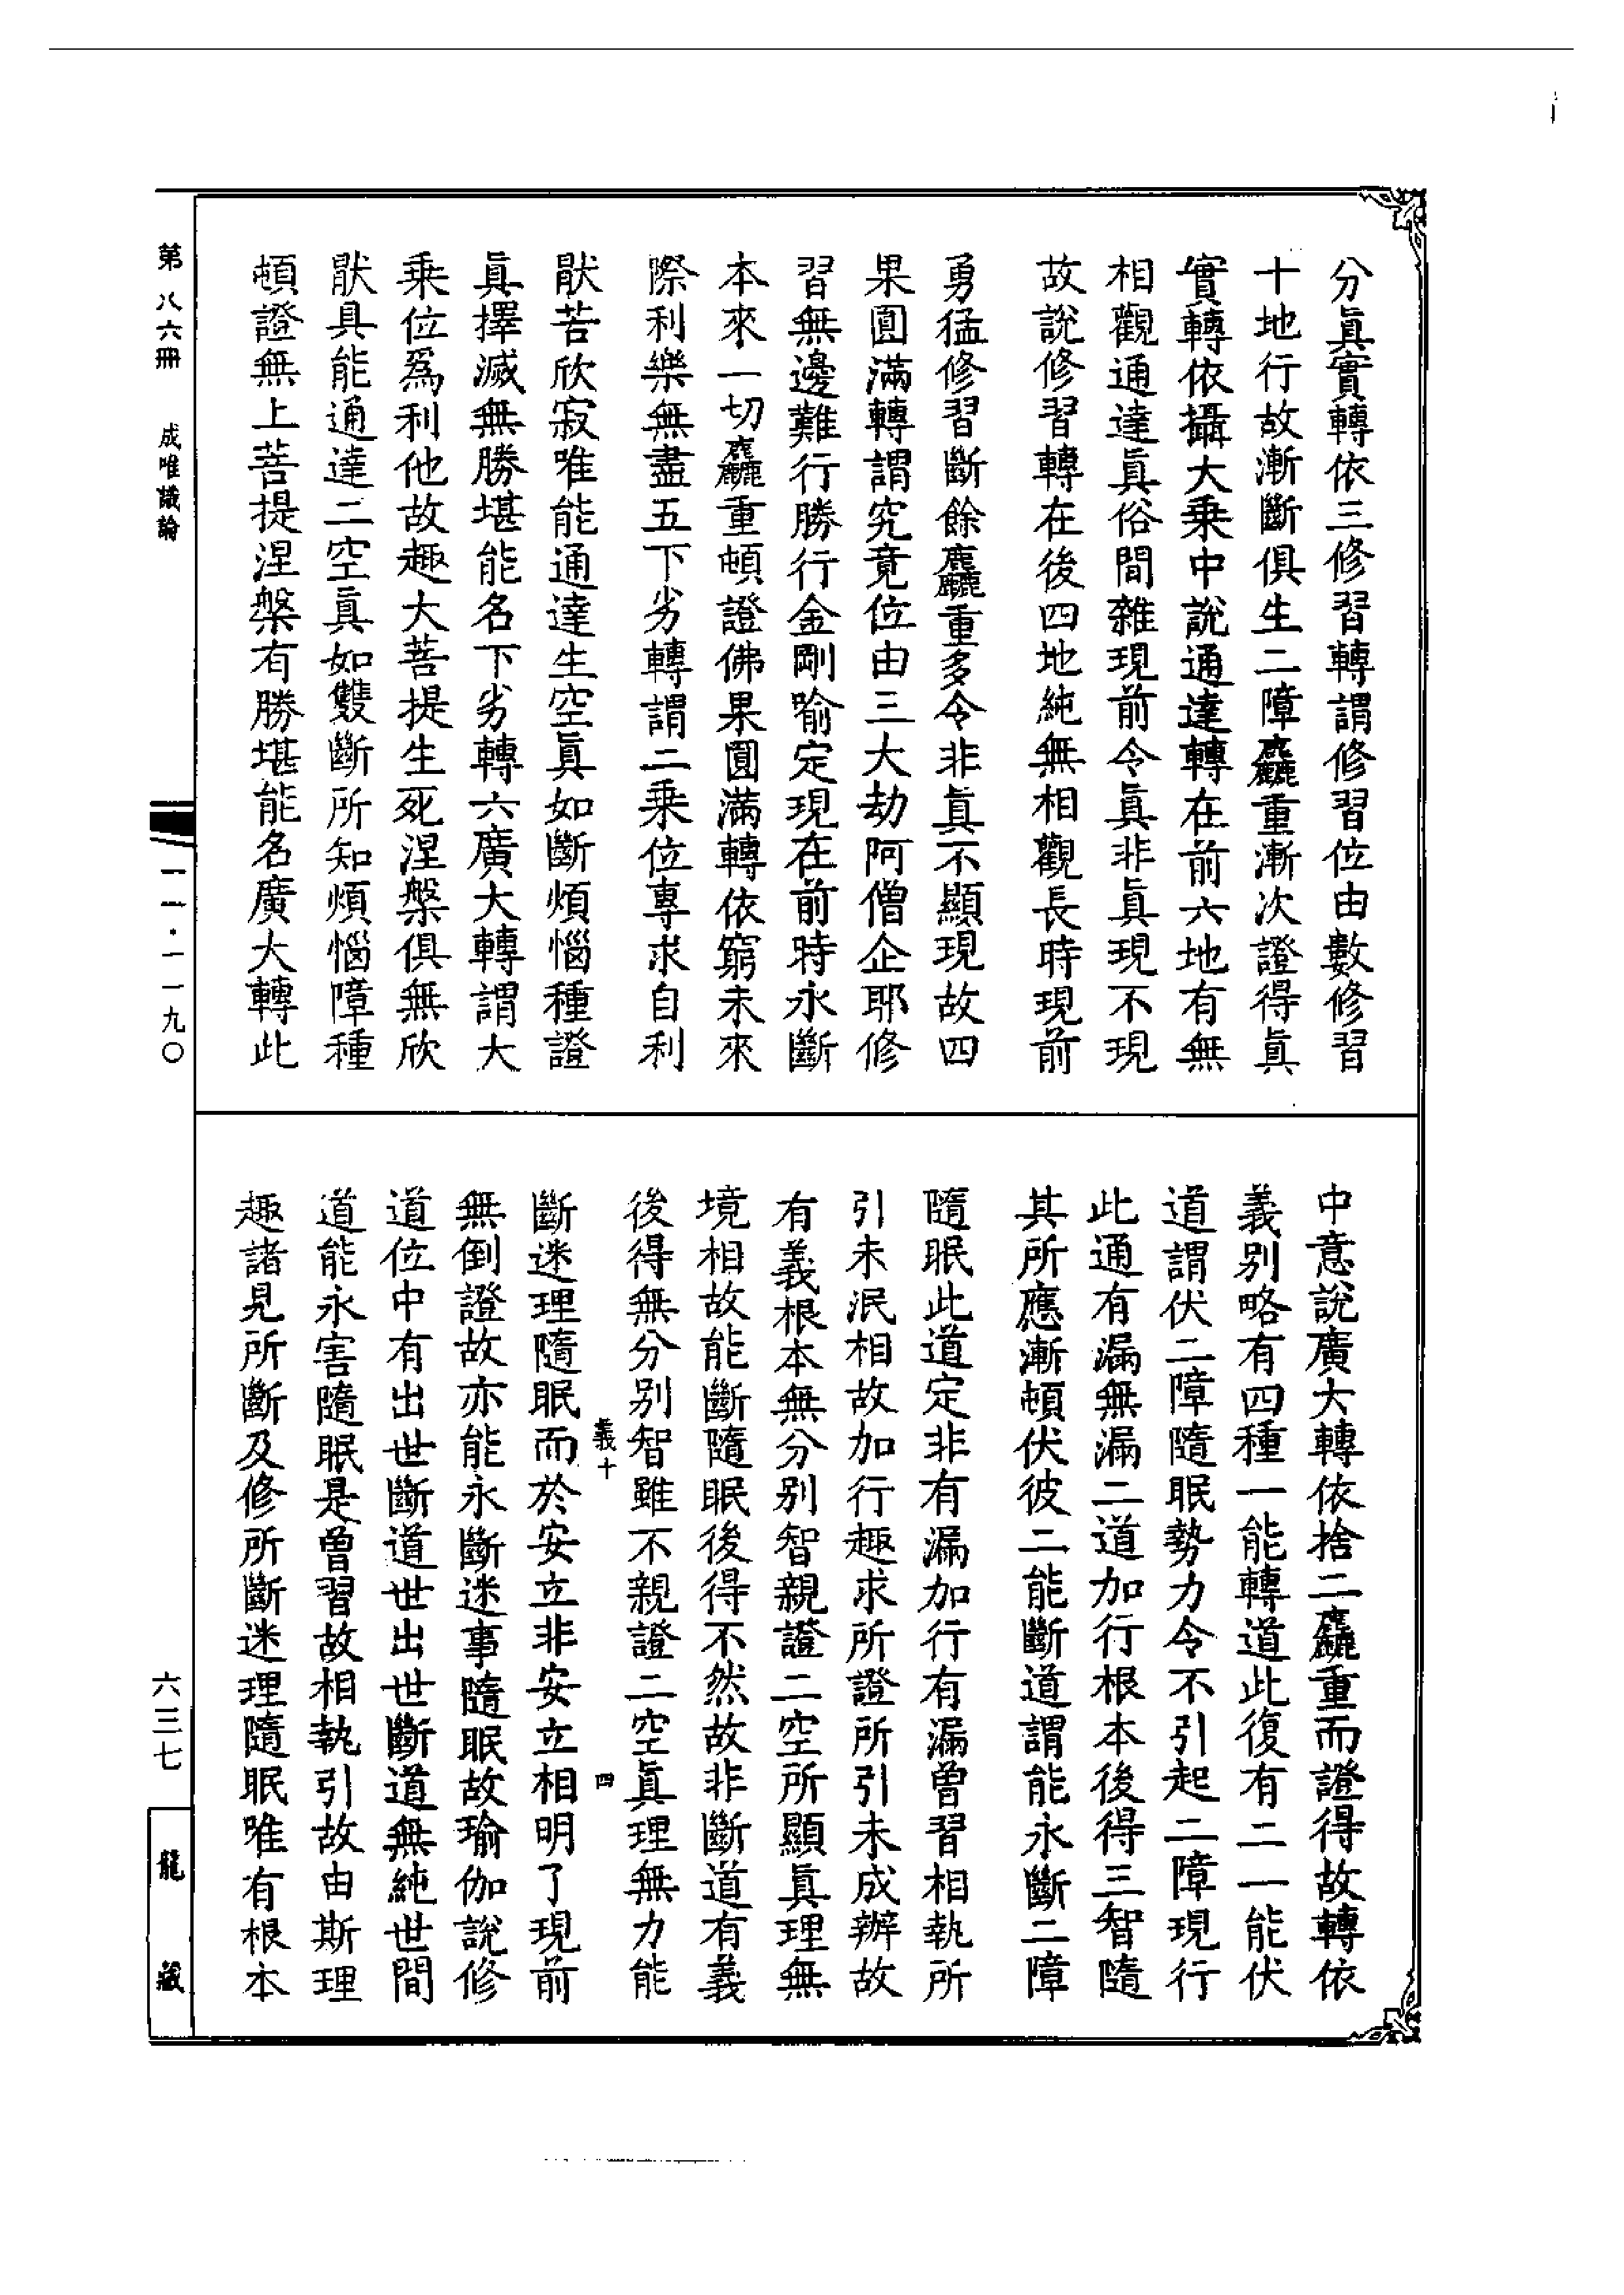 分眞實轉依三修習轉謂修習位由數修習
十地行故漸斷俱生二障麤重漸次證得眞
實轉依攝大乗中說通達轉在前六地有無
相觀通達眞俗間雜現前令眞非眞現不現
故說修習轉在後四地純無相觀長時現前
勇猛修習斷餘麤重多令非眞不顯現故四
果圓滿轉謂究竟位由三大劫阿僧企耶修
習無邊難行勝行金剛喻定現在前時永斷
本來一切麤重頓證佛果圓滿轉依窮未來
際利樂無盡五下劣轉謂二乗位專求自利
猒苦欣寂唯能通達生空眞如斷煩惱種證
眞擇滅無勝堪能名下劣轉六廣大轉謂大
乗位爲利他故趣大菩提生死涅槃俱無欣
猒具能通達二空眞如雙斷所知煩惱障種
頓證無上菩提涅槃有勝堪能名廣大轉此
中意說廣大轉依捨二麤重而證得故轉依
義别略有四種一能轉道此復有二一能伏
道謂伏二障隨眠勢力令不引起二障現行
此通有漏無漏二道加行根本後得三智隨
其所應漸頓伏彼二能斷道謂能永斷二障
隨眠此道定非有漏加行有漏曾習相執所
引未泯相故加行趣求所證所引未成辦故
有義根本無分别智親證二空所顯眞理無
境相故能斷隨眠後得不然故非斷道有義
後得無分别智雖不親證二空眞理無力能
義十 四
斷迷理隨眠而於安立非安立相明了現前
無倒證故亦能永斷迷事隨眠故瑜伽說修
道位中有出世斷道世出世斷道無純世間
道能永害隨眠是曾習故相執引故由斯理
趣諸見所斷及修所斷迷理隨眠唯有根本
第八六冊 成唯識論
一一·一一九〇
六三七
龍藏